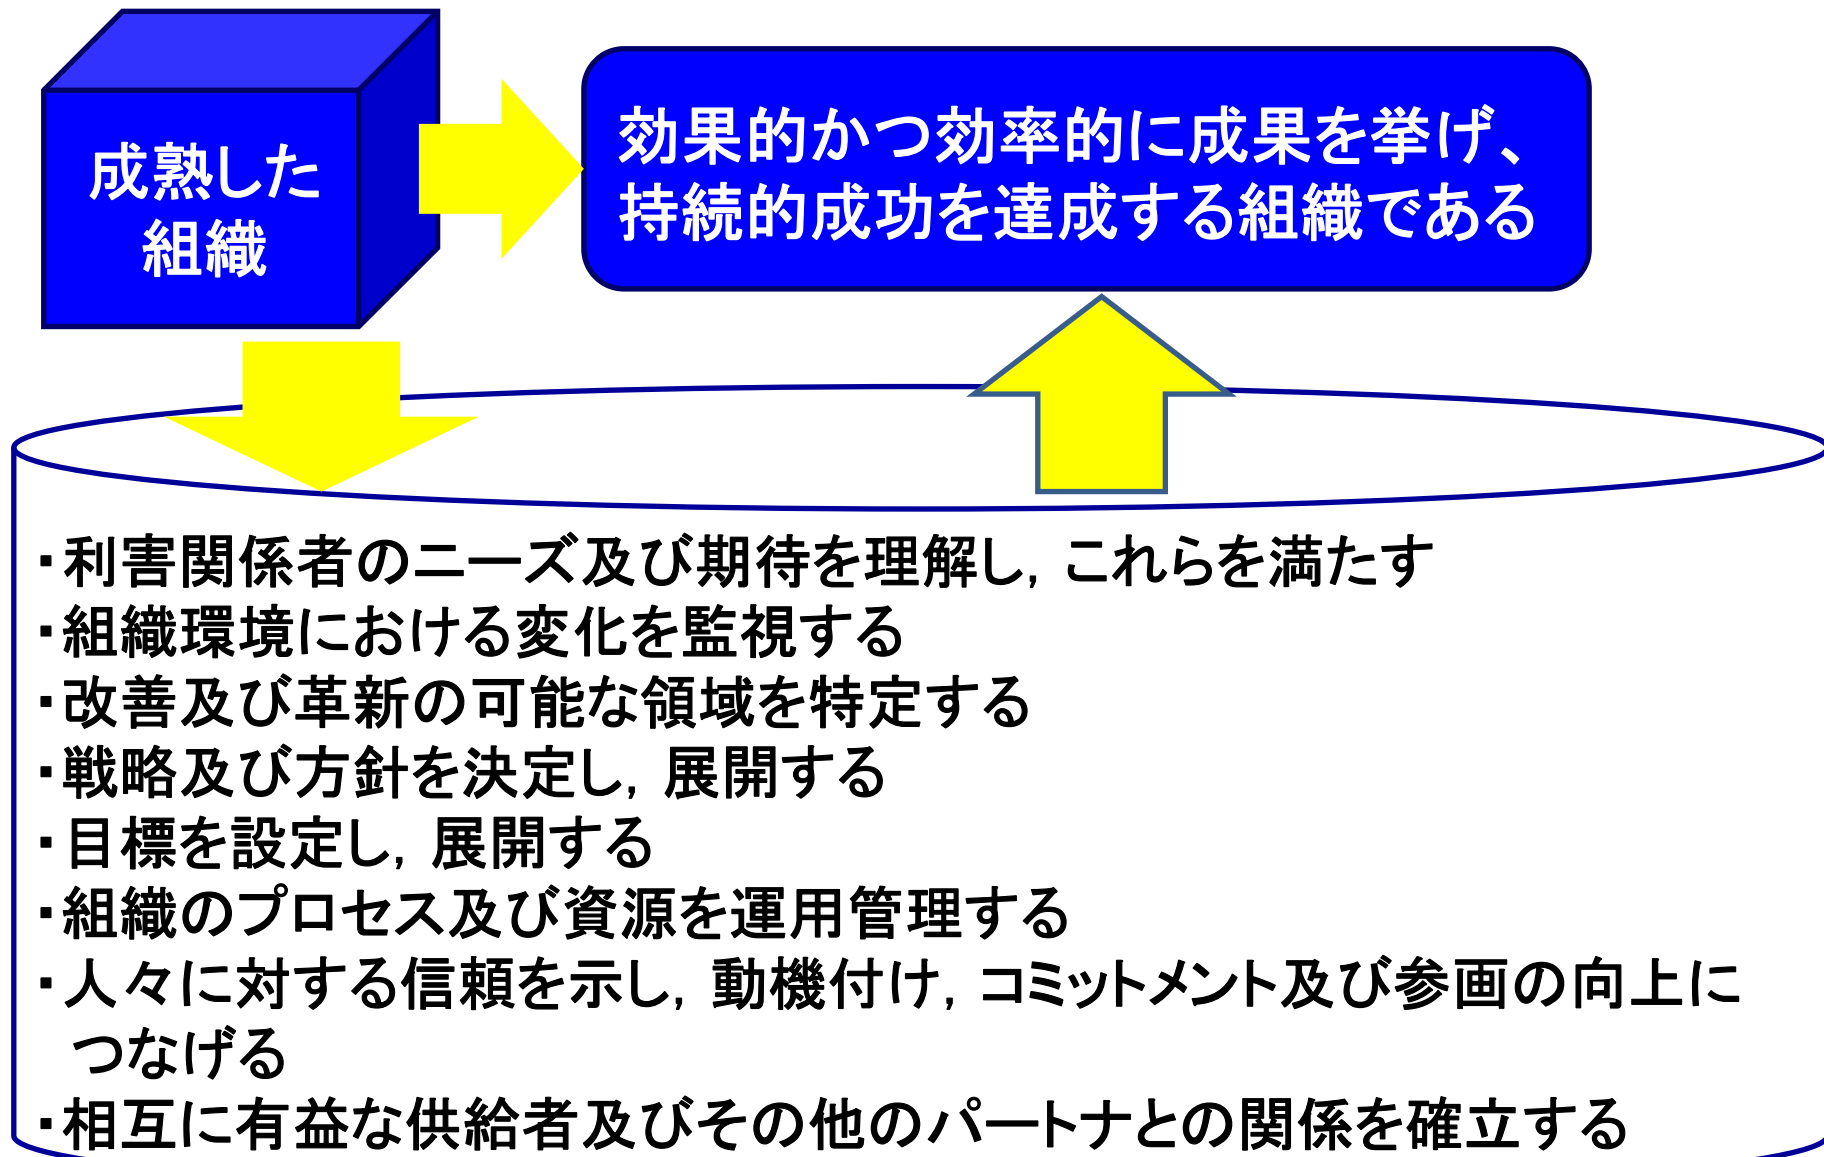 成熟した
組織
効果的かつ効率的に成果を挙げ、
持続的成功を達成する組織である
・利害関係者のニーズ及び期待を理解し，これらを満たす
・組織環境における変化を監視する
・改善及び革新の可能な領域を特定する
・戦略及び方針を決定し，展開する
・目標を設定し，展開する
・組織のプロセス及び資源を運用管理する
・人々に対する信頼を示し，動機付け，コミットメント及び参画の向上に
つなげる
・相互に有益な供給者及びその他のパートナとの関係を確立する